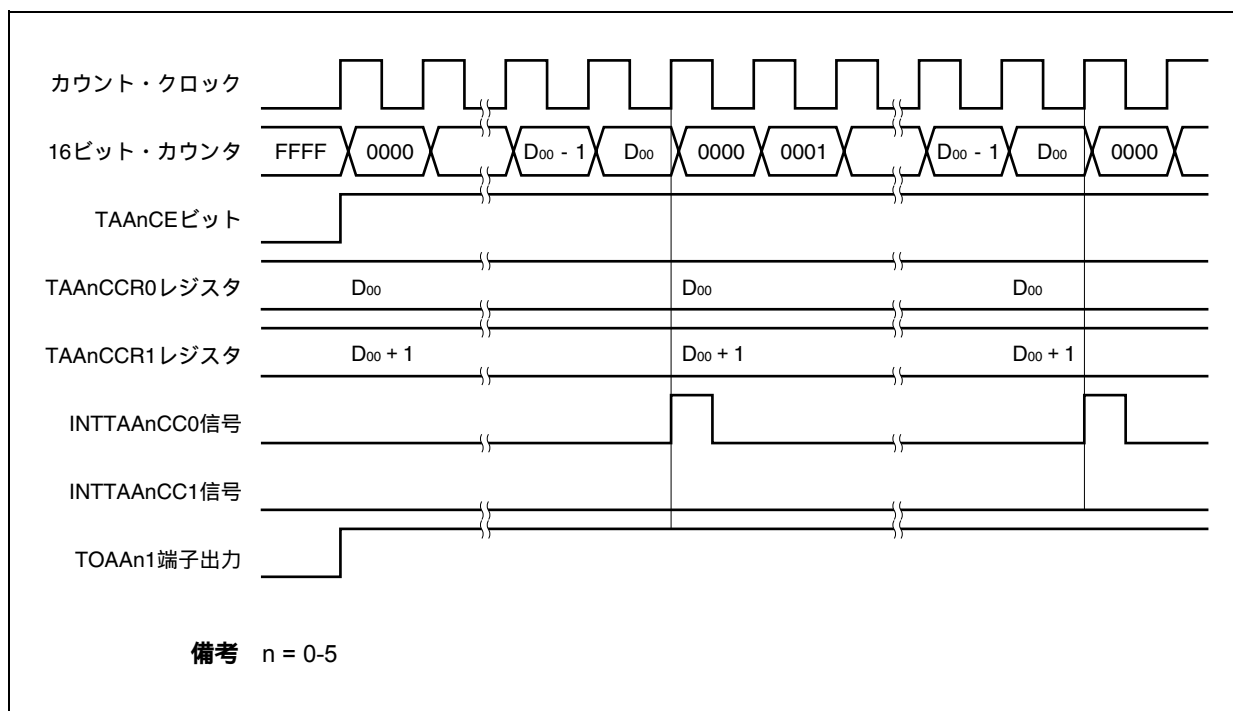 カウント・クロック
16ビット・カウンタ FFFF 0000 D00 - 1 D00 0000 0001 D00 - 1 D00 0000
TAAnCEビット
TAAnCCR0レジスタ D00 D00 D00
TAAnCCR1レジスタ D00 + 1 D00 + 1 D00 + 1
INTTAAnCC0信号
INTTAAnCC1信号
TOAAn1端子出力
備考 n = 0-5